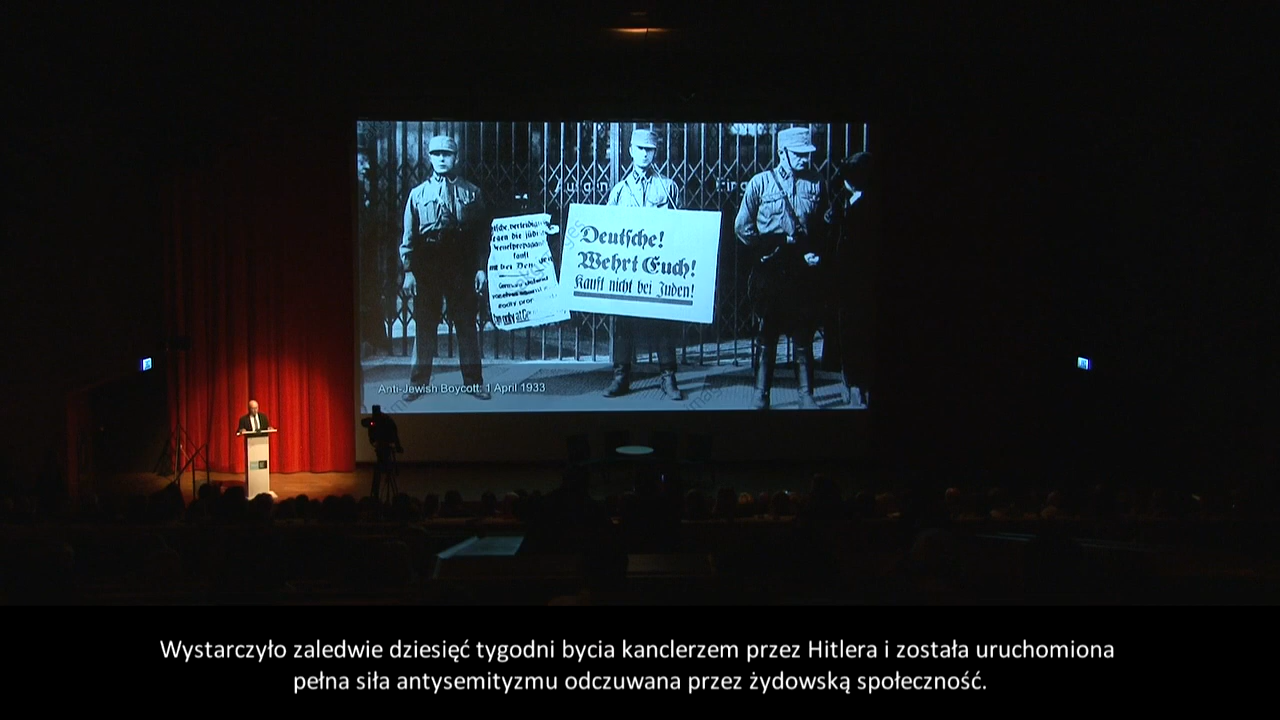 Deutsche!
Wehrt Euch!
Kauft nicht bei Juden!
Anti-Jewish Boycott: 1 April 1933
Wystarczyło zaledwie dziesięć tygodni bycia kanclerzem przez Hitlera i została uruchomiona
pełna siła antysemityzmu odczuwana przez żydowską społeczność.